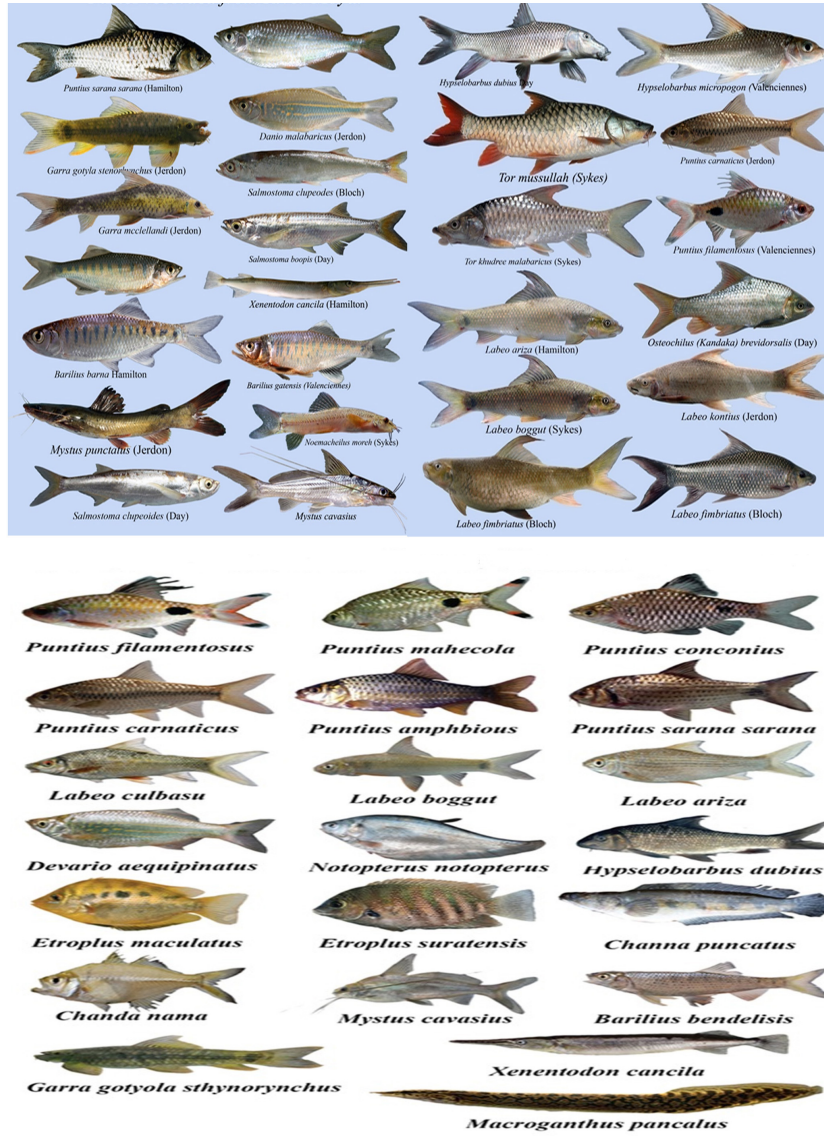 Puntius sarana sarana (Hamilton)
Garra gotyla stenorhynchus (Jerdon)
Danio malabaricus (Jerdon)
Salmostoma clupeodes (Bloch)
Garra mcclellandi (Jerdon)
Salmostoma boopis (Day)
Xenentodon cancila (Hamilton)
Barilius barna Hamilton
Barilius gatensis (Valenciennes)
Mystus punctatus (Jerdon)
Noemacheilus moreh (Sykes)
Salmostoma clupeoides (Day)
Mystus cavasius
Hypselobarbus dubius Day
Hypselobarbus micropogon (Valenciennes)
Tor mussullah (Sykes)
Puntius carnaticus (Jerdon)
Tor khudree malabaricus (Sykes)
Puntius filamentosus (Valenciennes)
Labeo ariza (Hamilton)
Osteochilus (Kandaka) brevidorsalis (Day)
Labeo boggut (Sykes)
Labeo kontius (Jerdon)
Labeo fimbriatus (Bloch)
Labeo fimbriatus (Bloch)
Puntius filamentosus
Puntius mahecola
Puntius conconius
Puntius carnaticus
Puntius amphbious
Puntius sarana sarana
Labeo culbasu
Labeo boggut
Labeo ariza
Devario aequipinatus
Notopterus notopterus
Hypselobarbus dubius
Etroplus maculatus
Etroplus suratensis
Channa puncatus
Chanda nama
Mystus cavasius
Barilius bendelisis
Garra gotyola sthynorynchus
Xenentodon cancila
Macroganthus pancalus